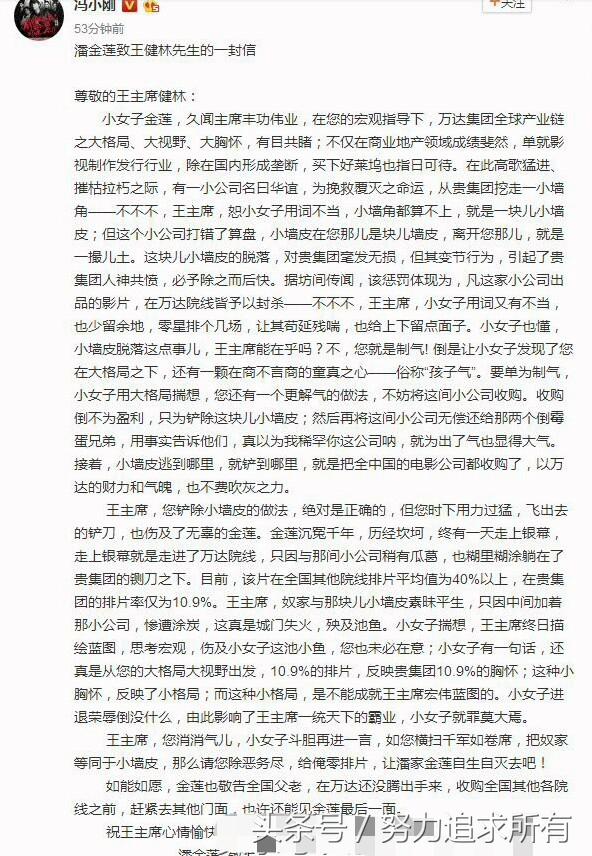 冯小刚
+关注
53分钟前
潘金莲致王健林先生的一封信
尊敬的王主席健林：
小女子金莲，久闻主席丰功伟业，在您的宏观指导下，万达集团全球产业链
之大格局、大视野、大胸怀，有目共睹；不仅在商业地产领域成绩斐然，单就影
视制作发行行业，除在国内形成垄断，买下好莱坞也指日可待。在此高歌猛进、
摧枯拉朽之际，有一小公司名曰华谊，为挽救覆灭之命运，从贵集团挖走一小墙
角——不不不，王主席，恕小女子用词不当，小墙角都算不上，就是一块儿小墙
皮；但这个小公司打错了算盘，小墙皮在您那儿是块儿墙皮，离开您那儿，就是
一撮儿土。这块儿小墙皮的脱落，对贵集团毫发无损，但其变节行为，引起了贵
集团人神共愤，必予除之而后快。据坊间传闻，该惩罚体现为，凡这家小公司出
品的影片，在万达院线皆予以封杀——不不不，王主席，小女子用词又有不当，
也少留余地，零星排个几场，让其苟延残喘，也给上下留点面子。小女子也懂，
小墙皮脱落这点事儿，王主席能在乎吗？不，您就是制气! 倒是让小女子发现了您
在大格局之下，还有一颗在商不言商的童真之心——俗称“孩子气”。要单为制气，
小女子用大格局揣想，您还有一个更解气的做法，不妨将这间小公司收购。收购
倒不为盈利，只为铲除这块儿小墙皮；然后再将这间小公司无偿还给那两个倒霉
蛋兄弟，用事实告诉他们，真以为我稀罕你这公司呐，就为出了气也显得大气。
接着，小墙皮逃到哪里，就铲到哪里，就是把全中国的电影公司都收购了，以万
达的财力和气魄，也不费吹灰之力。
王主席，您铲除小墙皮的做法，绝对是正确的，但您时下用力过猛，飞出去
的铲刀，也伤及了无辜的金莲。金莲沉冤千年，历经坎坷，终有一天走上银幕，
走上银幕就是走进了万达院线，只因与那间小公司稍有瓜葛，也糊里糊涂躺在了
贵集团的铡刀之下。目前，该片在全国其他院线排片平均值为40%以上，在贵集
团的排片率仅为10.9%。王主席，奴家与那块儿小墙皮素昧平生，只因中间加着
那小公司，惨遭涂炭，这真是城门失火，殃及池鱼。小女子揣想，王主席终日描
绘蓝图，思考宏观，伤及小女子这池小鱼，您也未必在意；小女子有一句话，还
真是从您的大格局大视野出发，10.9%的排片，反映贵集团10.9%的胸怀；这种小
胸怀，反映了小格局；而这种小格局，是不能成就王主席宏伟蓝图的。小女子进
退荣辱倒没什么，由此影响了王主席一统天下的霸业，小女子就罪莫大焉。
王主席，您消消气儿，小女子斗胆再进一言，如您横扫千军如卷席，把奴家
等同于小墙皮，那么请您除恶务尽，给俺零排片，让潘家金莲自生自灭去吧！
如能如愿，金莲也敬告全国父老，在万达还没腾出手来，收购全国其他各院
线之前，赶紧去其他门面，也许还能见金莲最后一面。
祝王主席心情愉快
头条号 / 努力追求所有
潘金莲